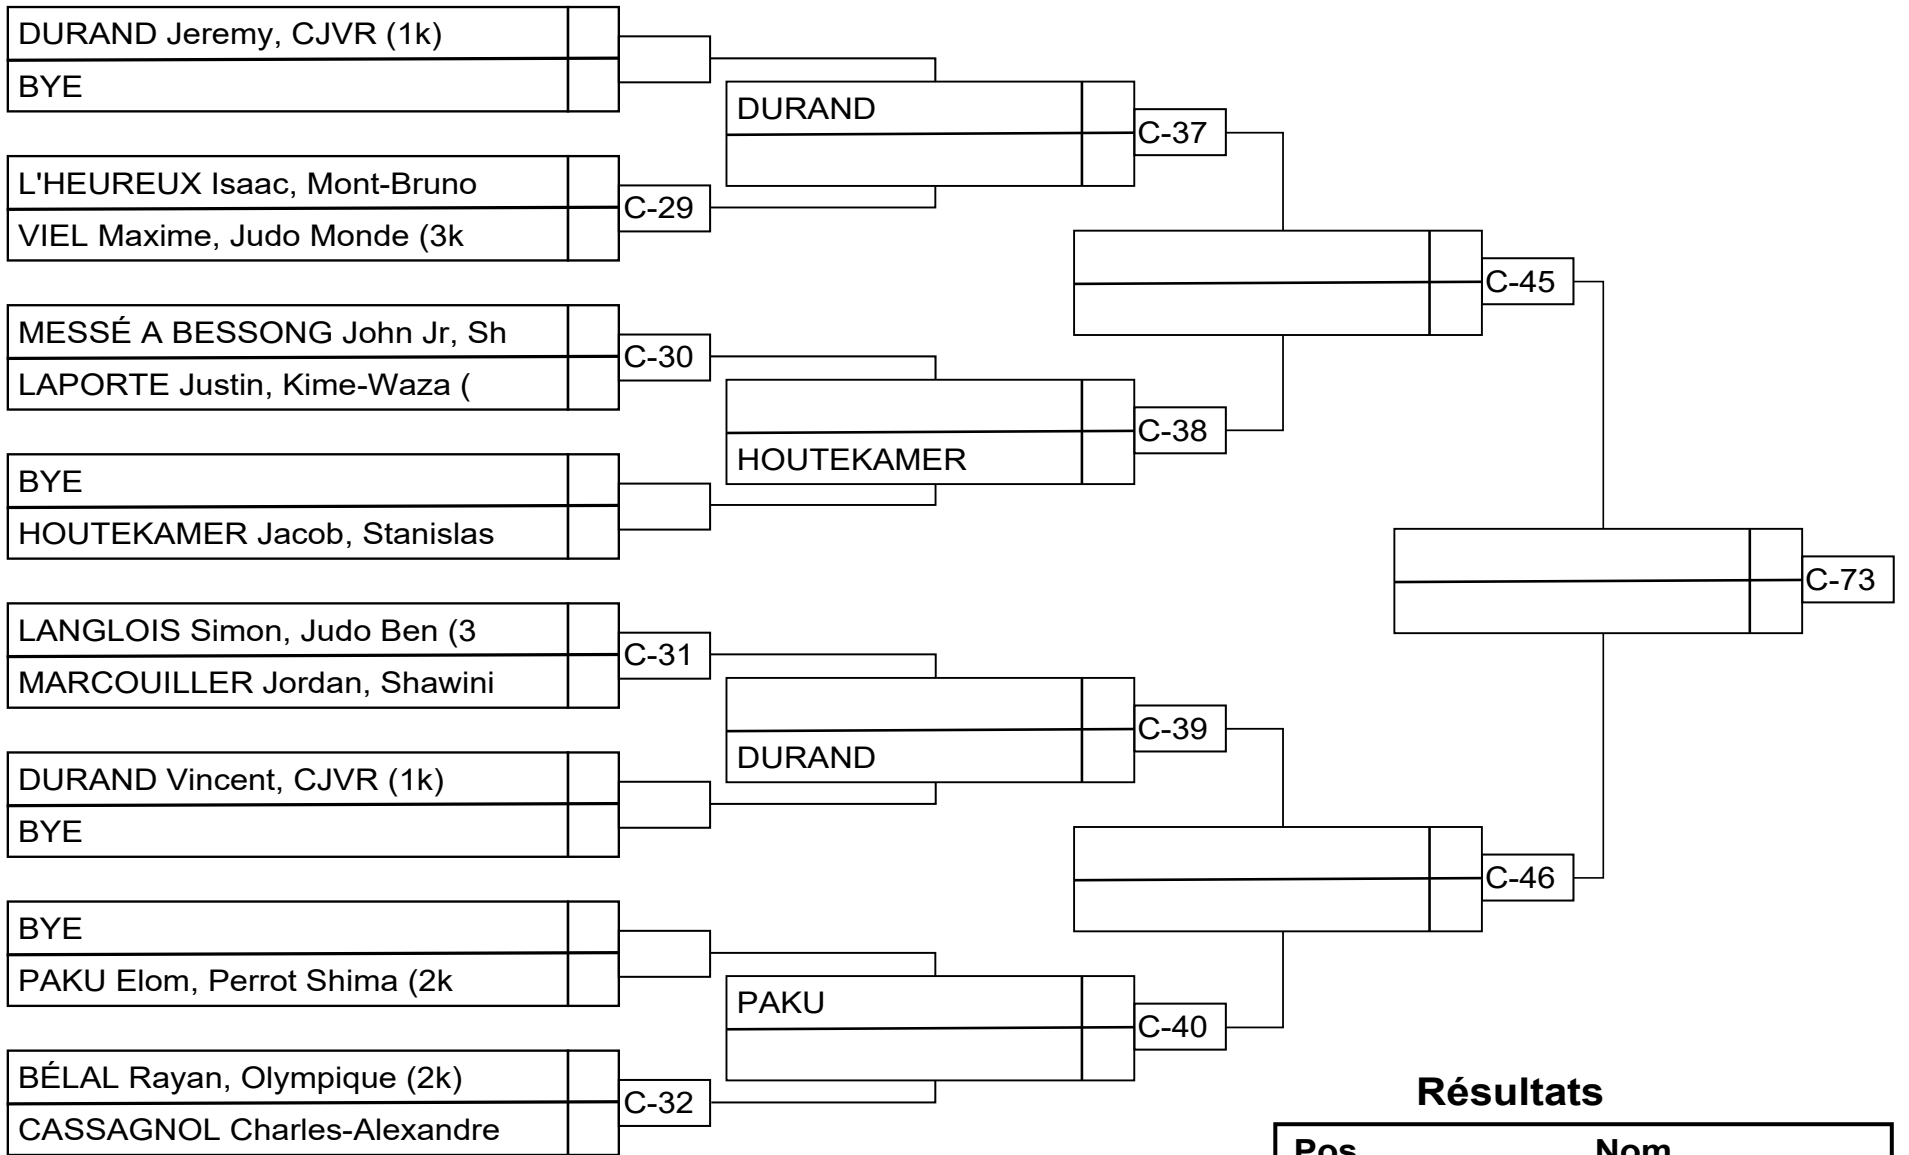 DURAND Jeremy, CJVR (1k)
BYE
L'HEUREUX Isaac, Mont-Bruno
VIEL Maxime, Judo Monde (3k
MESSÉ A BESSONG John Jr, Sh
LAPORTE Justin, Kime-Waza (
BYE
HOUTEKAMER Jacob, Stanislas
LANGLOIS Simon, Judo Ben (3
MARCOUILLER Jordan, Shawini
DURAND Vincent, CJVR (1k)
BYE
BYE
PAKU Elom, Perrot Shima (2k
BÉLAL Rayan, Olympique (2k)
CASSAGNOL Charles-Alexandre
C-29
C-30
C-31
C-32
DURAND
HOUTEKAMER
DURAND
PAKU
C-37
C-38
C-39
C-40
C-45
C-46
C-73
Résultats
Pos Nom